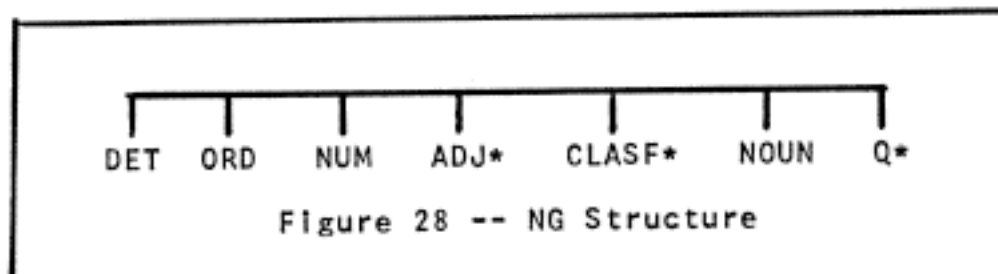 DET ORD NUM ADJ* CLASF* NOUN Q*
Figure 28 -- NG Structure